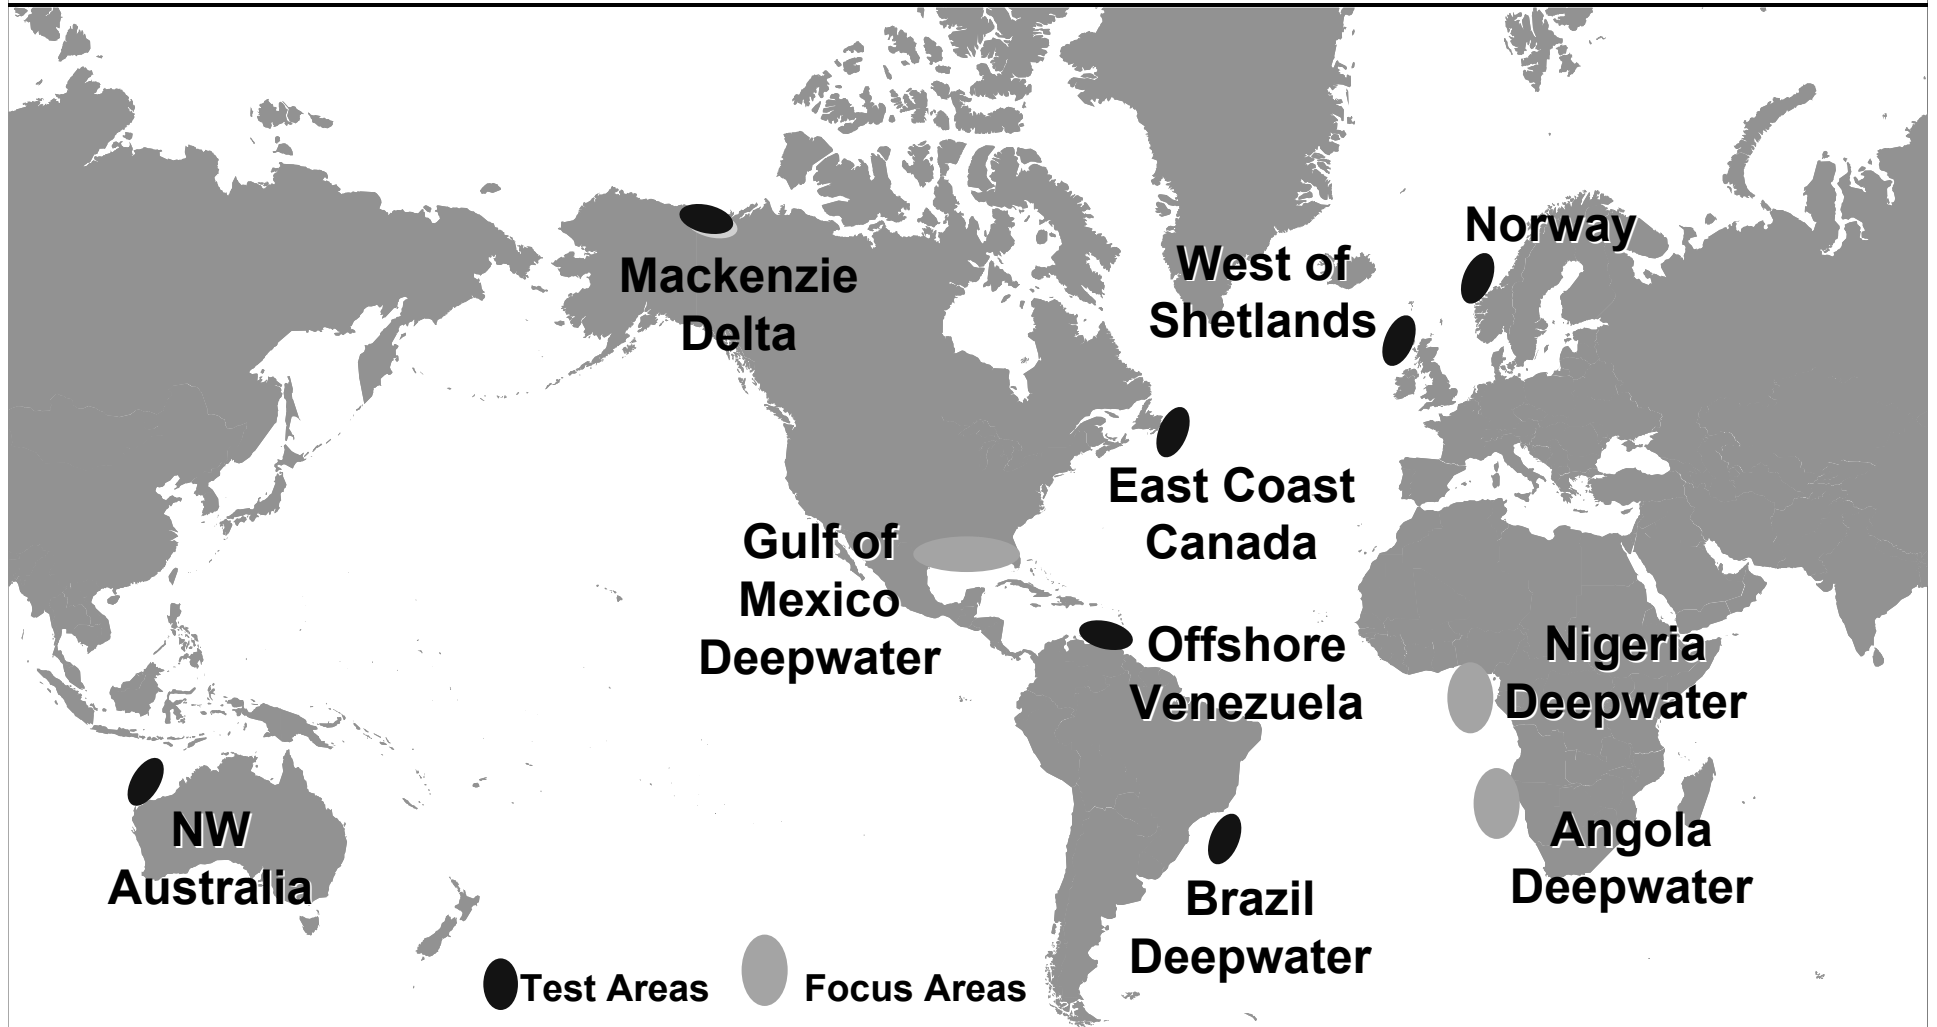 Norway
West of
Shetlands
Mackenzie
Delta
East Coast
Canada
Gulf of
Mexico
Deepwater
Offshore
Venezuela
Nigeria
Deepwater
NW
Australia
Angola
Deepwater
Brazil
Deepwater
Test Areas
Focus Areas